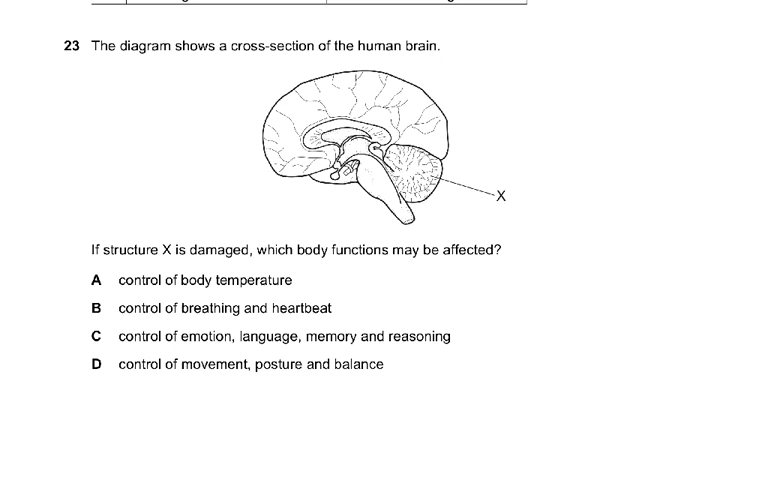 23 The diagram shows a cross-section of the human brain.
X
If structure X is damaged, which body functions may be affected?
A control of body temperature
B control of breathing and heartbeat
C control of emotion, language, memory and reasoning
D control of movement, posture and balance